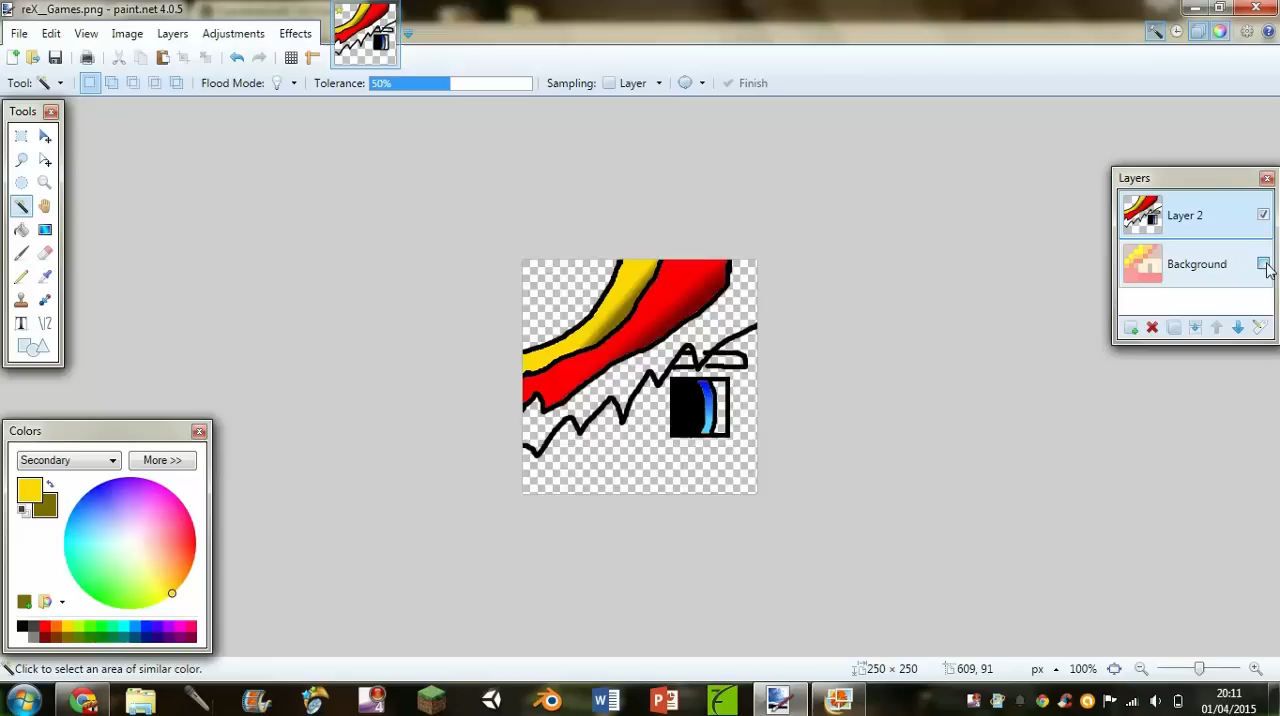 reX__Games.png - paint.net 4.0.5
File Edit View Image Layers Adjustments Effects
Tool: Flood Mode: Tolerance: 50% Sampling: Layer Finish
Tools
Layers
Layer 2
Background
Colors
Secondary More >>
Click to select an area of similar color. 250 × 250 609, 91 px 100%
20:11
01/04/2015